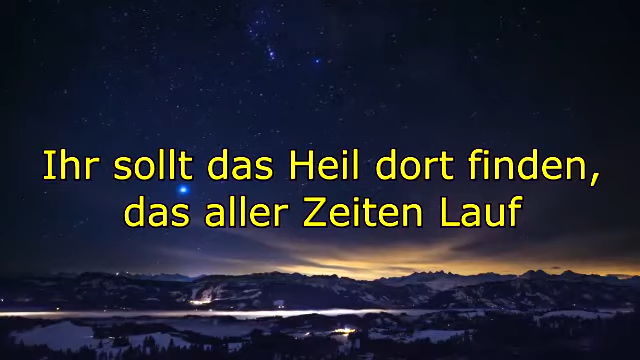 Ihr sollt das Heil dort finden,
das aller Zeiten Lauf